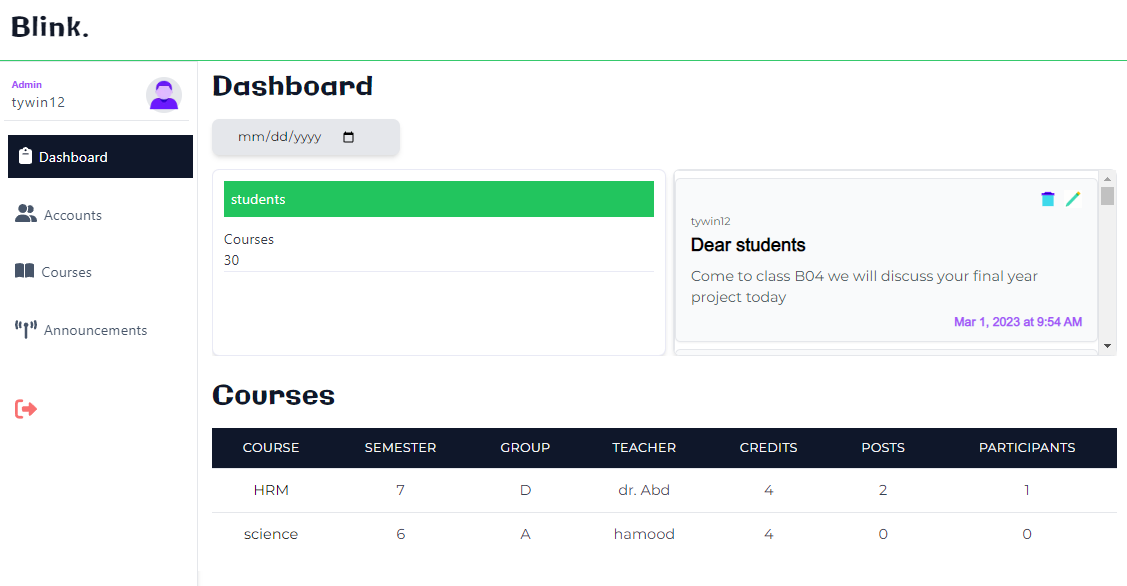 Blink.
Admin
tywin12
Dashboard
Accounts
Courses
Announcements
Dashboard
mm/dd/yyyy
students
Courses
30
tywin12
Dear students
Come to class B04 we will discuss your final year
project today
Mar 1, 2023 at 9:54 AM
Courses
COURSE SEMESTER GROUP TEACHER CREDITS POSTS PARTICIPANTS
HRM 7 D dr. Abd 4 2 1
science 6 A hamood 4 0 0